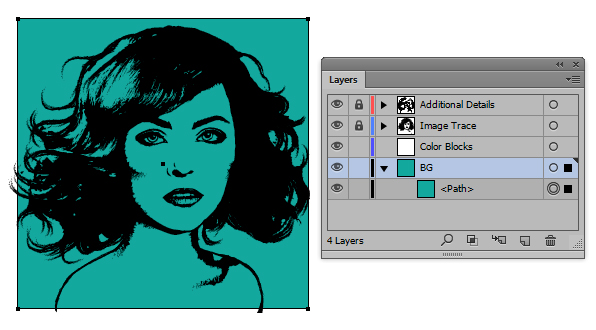 Layers
Additional Details
Image Trace
Color Blocks
BG
<Path>
4 Layers